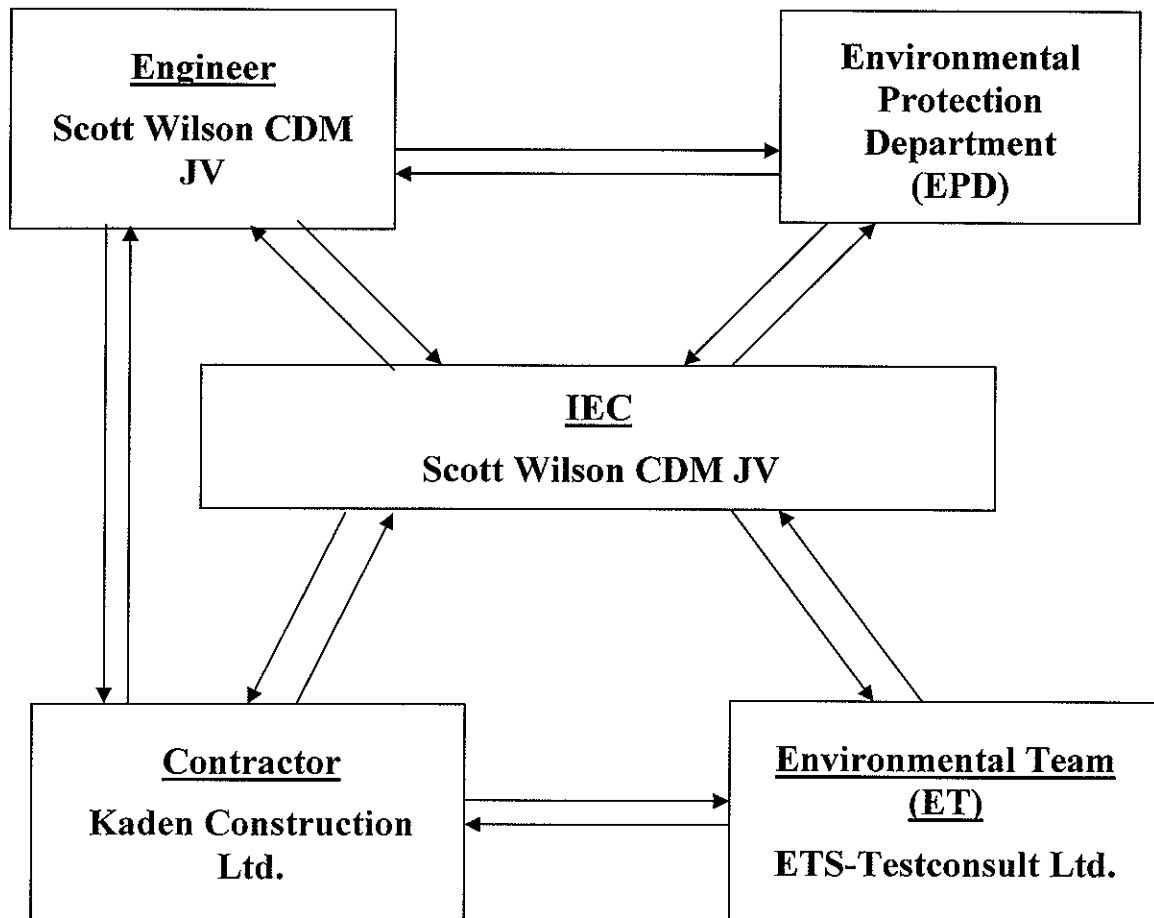 Engineer
Scott Wilson CDM
JV
Environmental
Protection
Department
(EPD)
IEC
Scott Wilson CDM JV
Contractor
Kaden Construction
Ltd.
Environmental Team
(ET)
ETS-Testconsult Ltd.